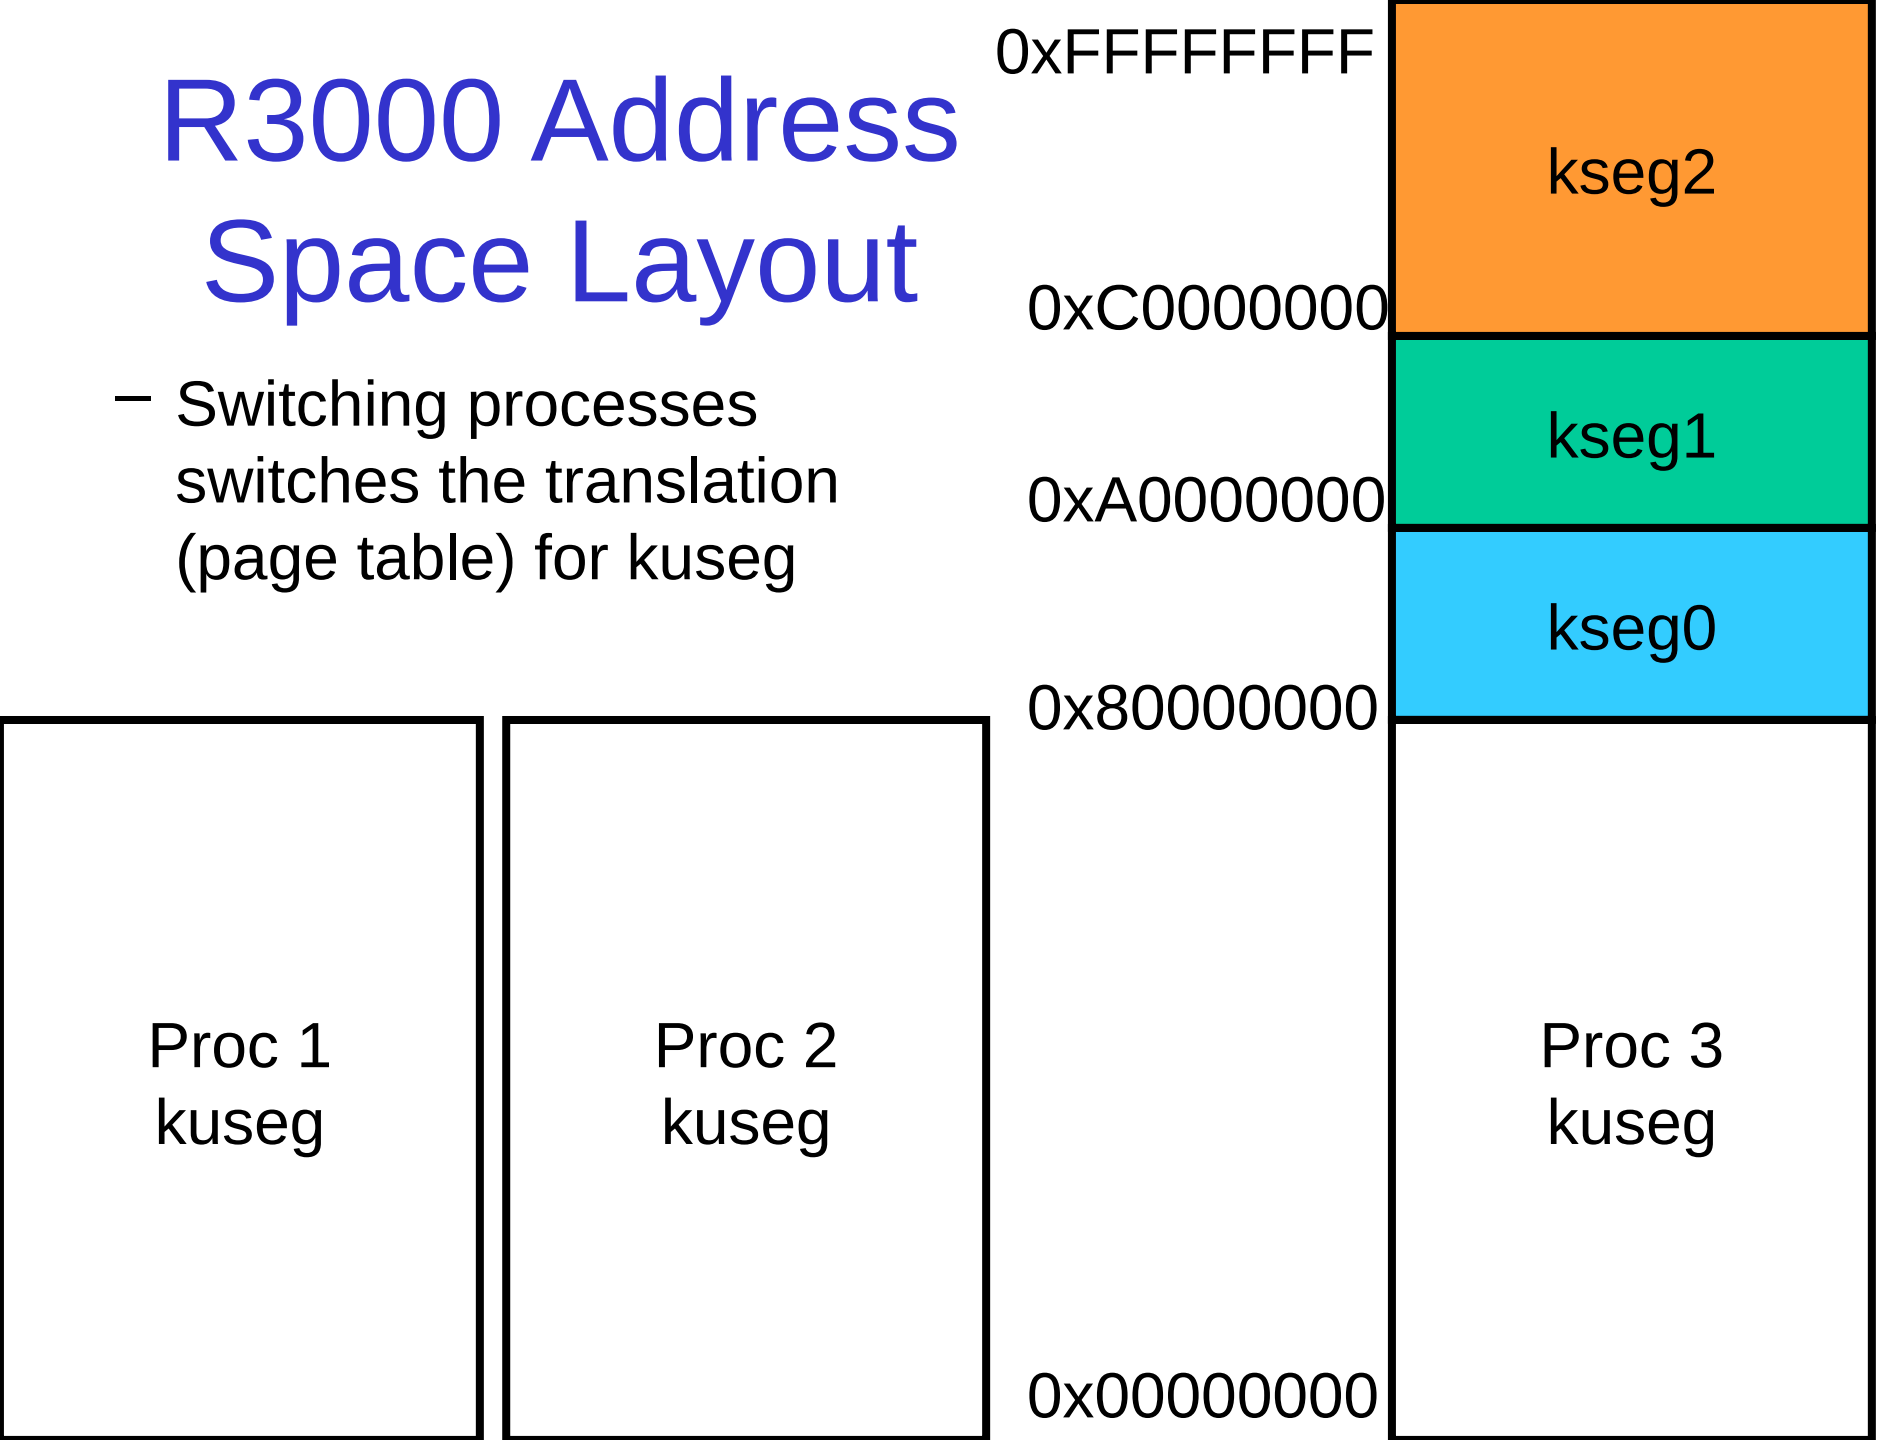 R3000 Address
Space Layout
– Switching processes
switches the translation
(page table) for kuseg
0xFFFFFFFF
kseg2
0xC0000000
kseg1
0xA0000000
kseg0
0x80000000
Proc 1
kuseg
Proc 2
kuseg
Proc 3
kuseg
0x00000000